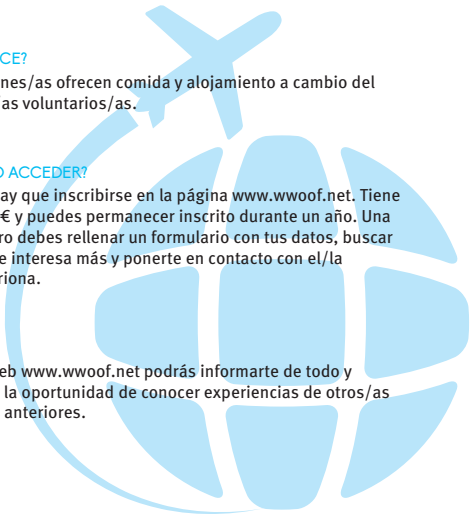 CE?
nes/as ofrecen comida y alojamiento a cambio del
as voluntarios/as.
O ACCEDER?
ay que inscribirse en la página www.wwoof.net. Tiene
€ y puedes permanecer inscrito durante un año. Una
ro debes rellenar un formulario con tus datos, buscar
e interesa más y ponerte en contacto con el/la
riona.
eb www.wwoof.net podrás informarte de todo y
la oportunidad de conocer experiencias de otros/as
anteriores.